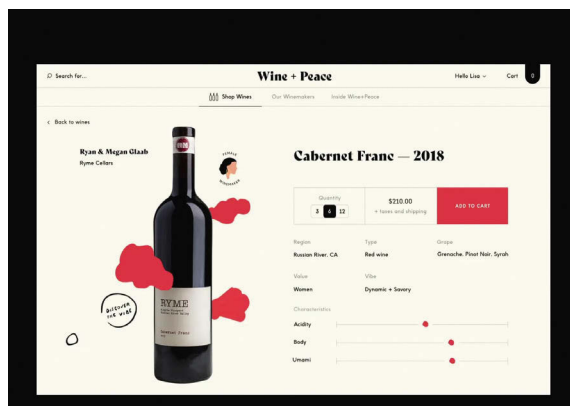 Search for...
Wine + Peace
Hello Lisa
Cart
0
Shop Wines
Our Winemakers
Inside Wine+Peace
Back to wines
Ryan & Megan Glaab
Ryme Cellars
FEMALE
WINEMAKER
Cabernet Franc — 2018
Quantity
3 6 12
$210.00
+ taxes and shipping
ADD TO CART
Region
Type
Grape
Russian River, CA
Red wine
Grenache, Pinot Noir, Syrah
Value
Vibe
Women
Dynamic + Savory
Characteristics
Acidity
Body
Umami
DISCOVER
THE VIBE
RYME
Cabernet Franc